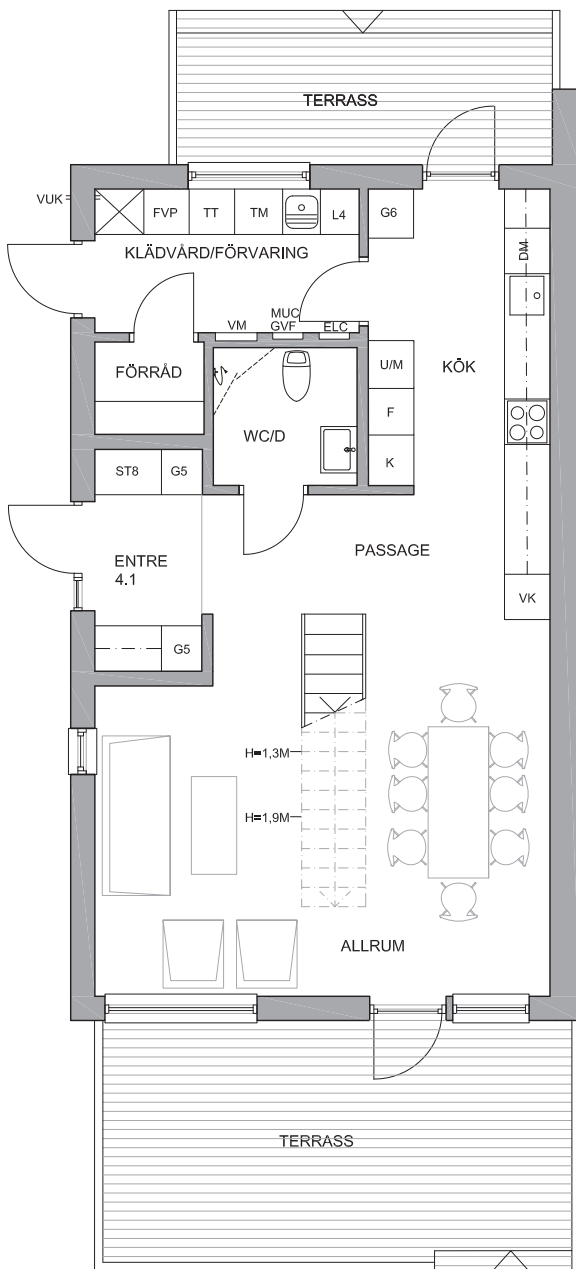 TERRASS
VUK
FVP
TT
TM
L4
G6
KLÄDVÅRD/FÖRVARING
DM
VM
MUC
GVF
ELC
FÖRRÅD
U/M
KÖK
F
WC/D
K
ST8
G5
PASSAGE
ENTRE
4.1
VK
G5
H=1,3M
H=1,9M
ALLRUM
TERRASS